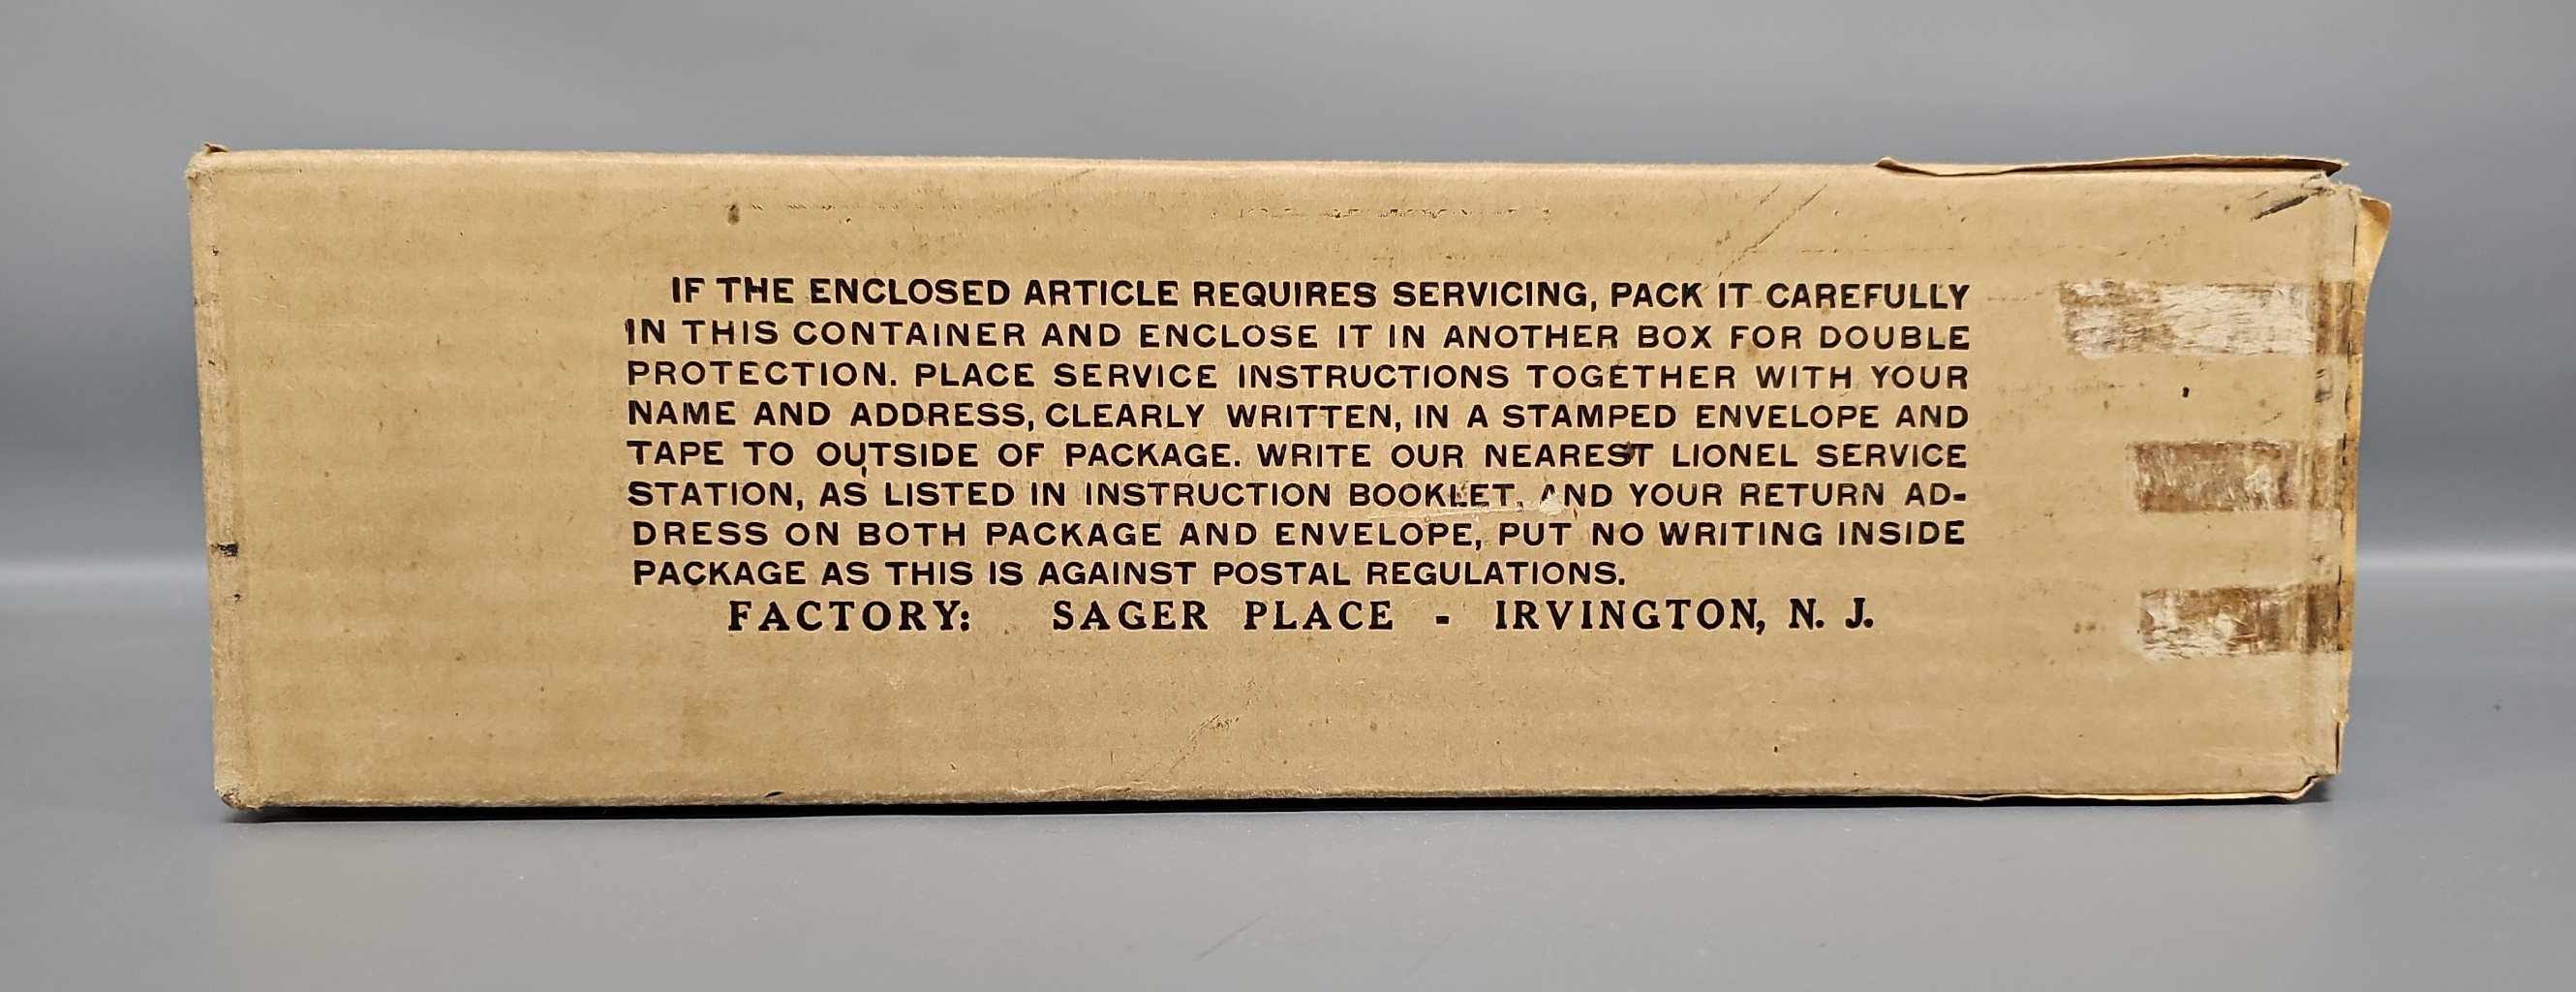 IF THE ENCLOSED ARTICLE REQUIRES SERVICING, PACK IT CAREFULLY
IN THIS CONTAINER AND ENCLOSE IT IN ANOTHER BOX FOR DOUBLE
PROTECTION. PLACE SERVICE INSTRUCTIONS TOGETHER WITH YOUR
NAME AND ADDRESS, CLEARLY WRITTEN, IN A STAMPED ENVELOPE AND
TAPE TO OUTSIDE OF PACKAGE. WRITE OUR NEAREST LIONEL SERVICE
STATION, AS LISTED IN INSTRUCTION BOOKLET, AND YOUR RETURN AD-
DRESS ON BOTH PACKAGE AND ENVELOPE, PUT NO WRITING INSIDE
PACKAGE AS THIS IS AGAINST POSTAL REGULATIONS.
FACTORY: SAGER PLACE - IRVINGTON, N. J.